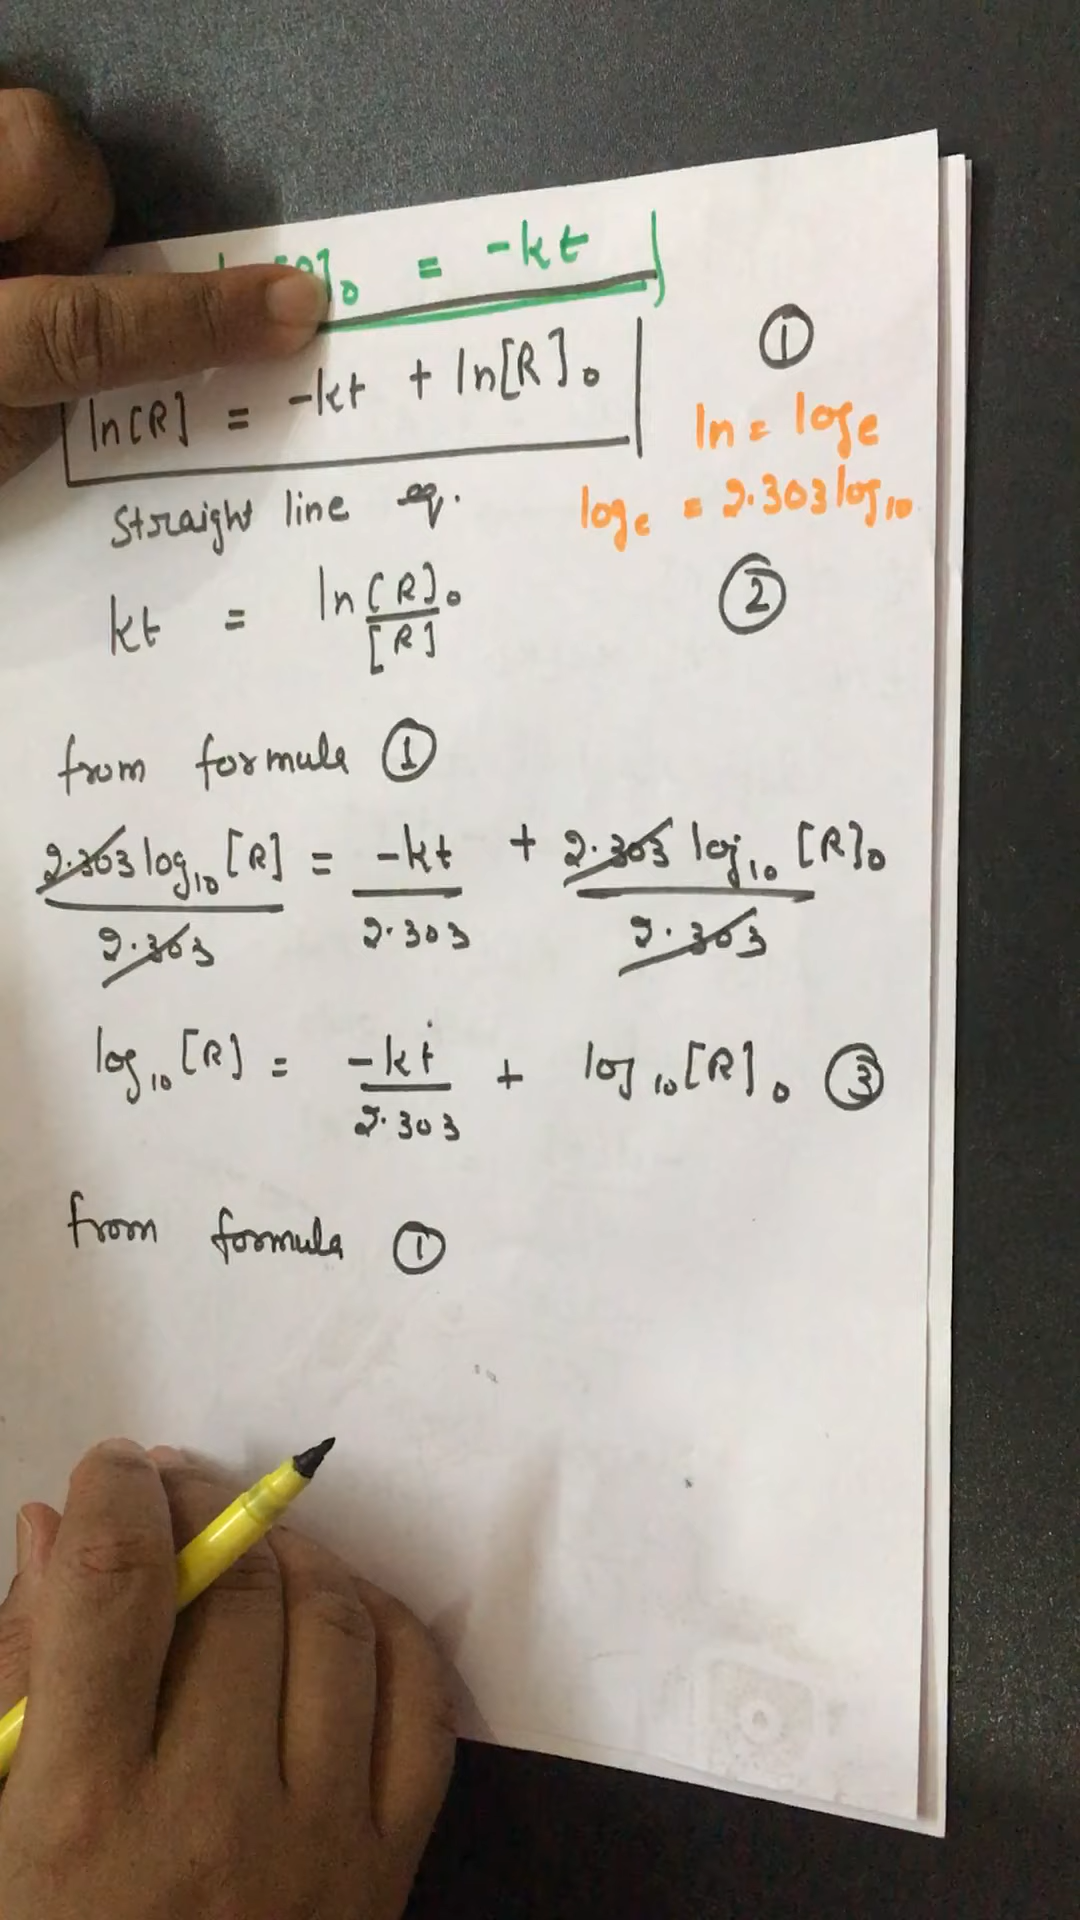 ]₀ = -kt
ln[R] = -kt + ln[R]₀ ①
ln = logₑ
Straight line eq. logₑ = 2.303 log₁₀
kt = ln [R]₀ / [R] ②
from formula ①
2.303 log₁₀ [R] / 2.303 = -kt / 2.303 + 2.303 log₁₀ [R]₀ / 2.303
log₁₀ [R] = -kt / 2.303 + log₁₀ [R]₀ ③
from formula ①